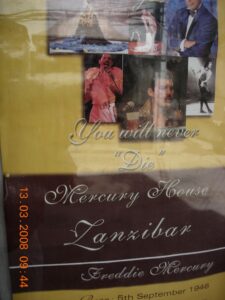 You will never
"Die"
Mercury House
Zanzibar
Freddie Mercury
5th September 1946
13.03.2008 09:44